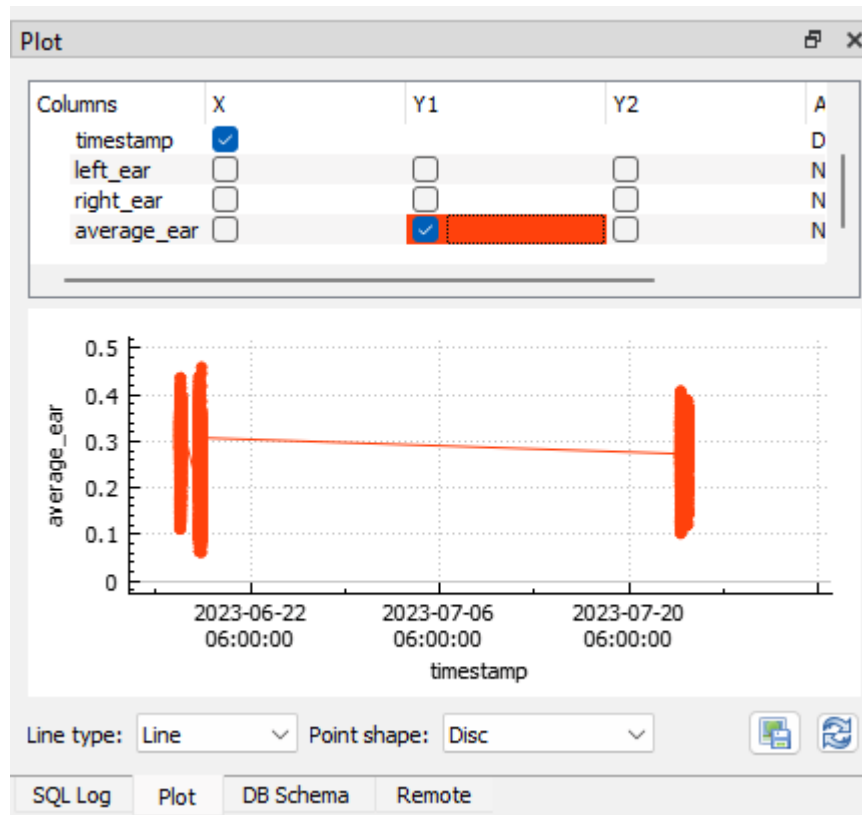 Plot
Columns X Y1 Y2 A
timestamp D
left_ear N
right_ear N
average_ear N
0.5
0.4
0.3
0.2
0.1
0
average_ear
2023-06-22 2023-07-06 2023-07-20
06:00:00 06:00:00 06:00:00
timestamp
Line type: Line Point shape: Disc
SQL Log Plot DB Schema Remote